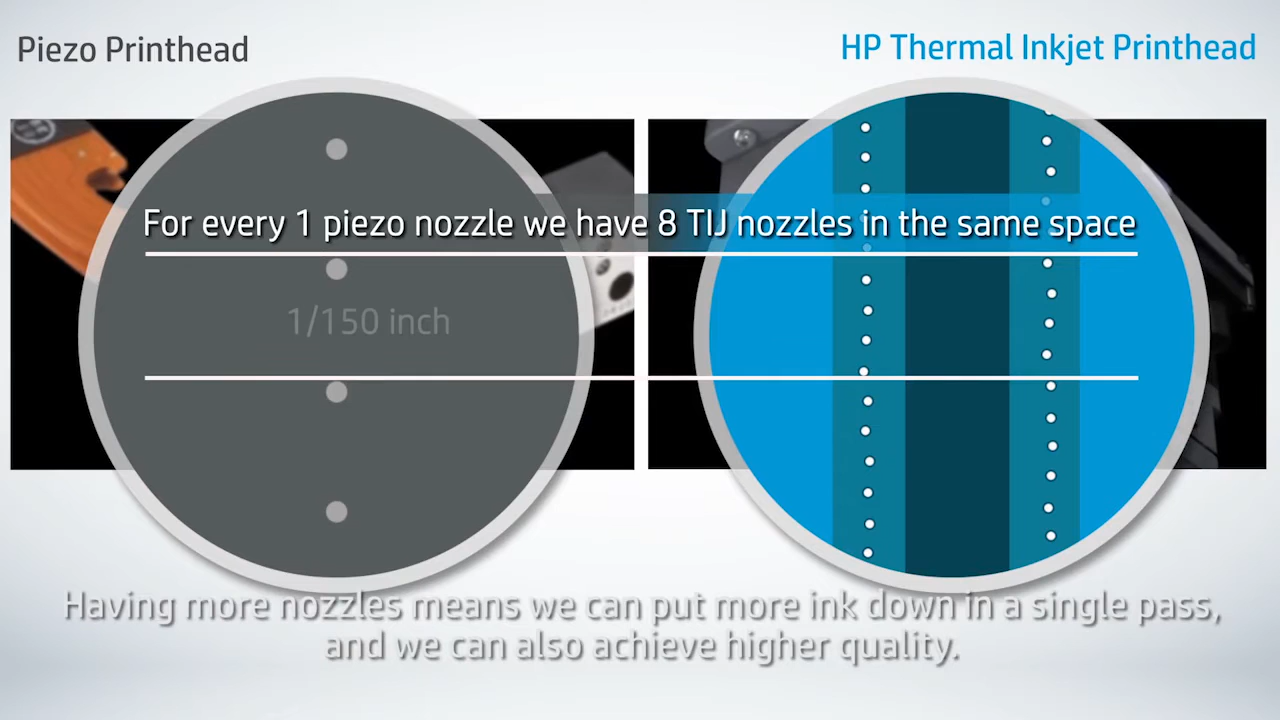 Piezo Printhead
HP Thermal Inkjet Printhead
For every 1 piezo nozzle we have 8 TIJ nozzles in the same space
1/150 inch
Having more nozzles means we can put more ink down in a single pass,
and we can also achieve higher quality.